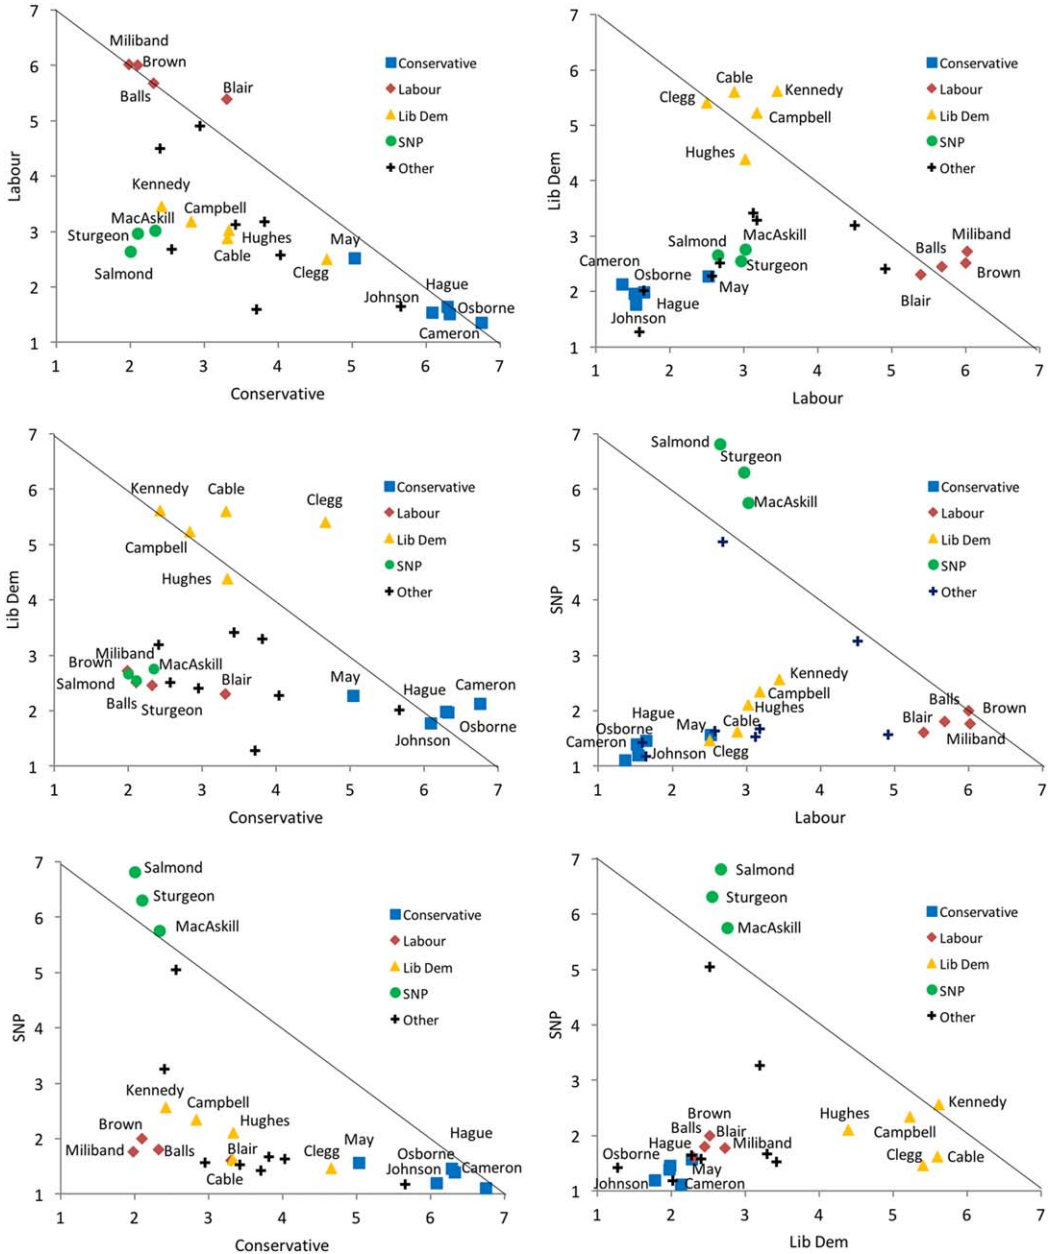 7
6
5
4
3
2
1
Labour
Miliband
Brown
Balls
Blair
Kennedy
Campbell
MacAskill
Sturgeon
Salmond
Hughes
Cable
Clegg
May
Johnson
Hague
Osborne
Cameron
Conservative
Labour
Lib Dem
SNP
Other
1 2 3 4 5 6 7
Conservative
7
6
5
4
3
2
1
Lib Dem
Cable
Clegg
Kennedy
Campbell
Hughes
Salmond
MacAskill
Sturgeon
Cameron
Osborne
May
Hague
Johnson
Miliband
Balls
Brown
Blair
Conservative
Labour
Lib Dem
SNP
Other
1 2 3 4 5 6 7
Labour
7
6
5
4
3
2
1
Lib Dem
Kennedy
Cable
Clegg
Campbell
Hughes
Miliband
Brown
MacAskill
Salmond
Balls
Sturgeon
Blair
May
Hague
Cameron
Osborne
Johnson
Conservative
Labour
Lib Dem
SNP
Other
1 2 3 4 5 6 7
Conservative
7
6
5
4
3
2
1
SNP
Salmond
Sturgeon
MacAskill
Kennedy
Campbell
Hughes
Hague
May
Cable
Osborne
Cameron
Johnson
Clegg
Balls
Brown
Blair
Miliband
Conservative
Labour
Lib Dem
SNP
Other
1 2 3 4 5 6 7
Labour
7
6
5
4
3
2
1
SNP
Salmond
Sturgeon
MacAskill
Kennedy
Campbell
Brown
Hughes
Miliband
Balls
Blair
Cable
Clegg
May
Hague
Osborne
Johnson
Cameron
Conservative
Labour
Lib Dem
SNP
Other
1 2 3 4 5 6 7
Conservative
7
6
5
4
3
2
1
SNP
Salmond
Sturgeon
MacAskill
Kennedy
Hughes
Campbell
Brown
Balls
Blair
Hague
Miliband
Osborne
Clegg
Cable
May
Johnson
Cameron
Conservative
Labour
Lib Dem
SNP
Other
1 2 3 4 5 6 7
Lib Dem